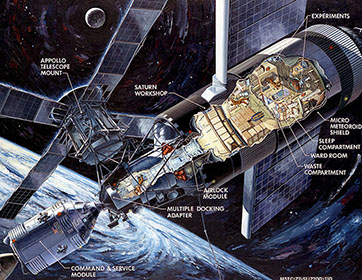 EXPERIMENTS
APPOLLO
TELESCOPE
MOUNT
SATURN
WORKSHOP
MICRO
METEOROID
SHIELD
SLEEP
COMPARTMENT
WARD ROOM
WASTE
COMPARTMENT
AIRLOCK
MODULE
MULTIPLE DOCKING
ADAPTER
COMMAND & SERVICE
MODULE